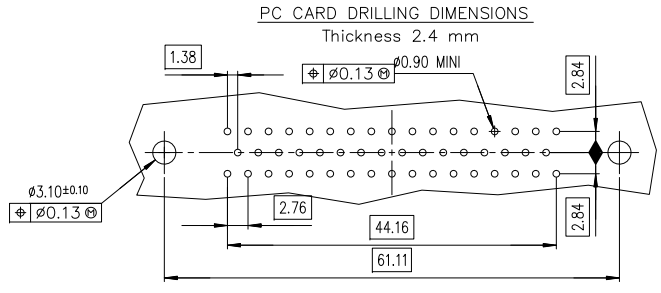 PC CARD DRILLING DIMENSIONS
Thickness 2.4 mm
1.38
⌖ Ø0.13 Ⓜ
Ø0.90 MINI
2.84
Ø3.10±0.10
⌖ Ø0.13 Ⓜ
2.76
44.16
2.84
61.11